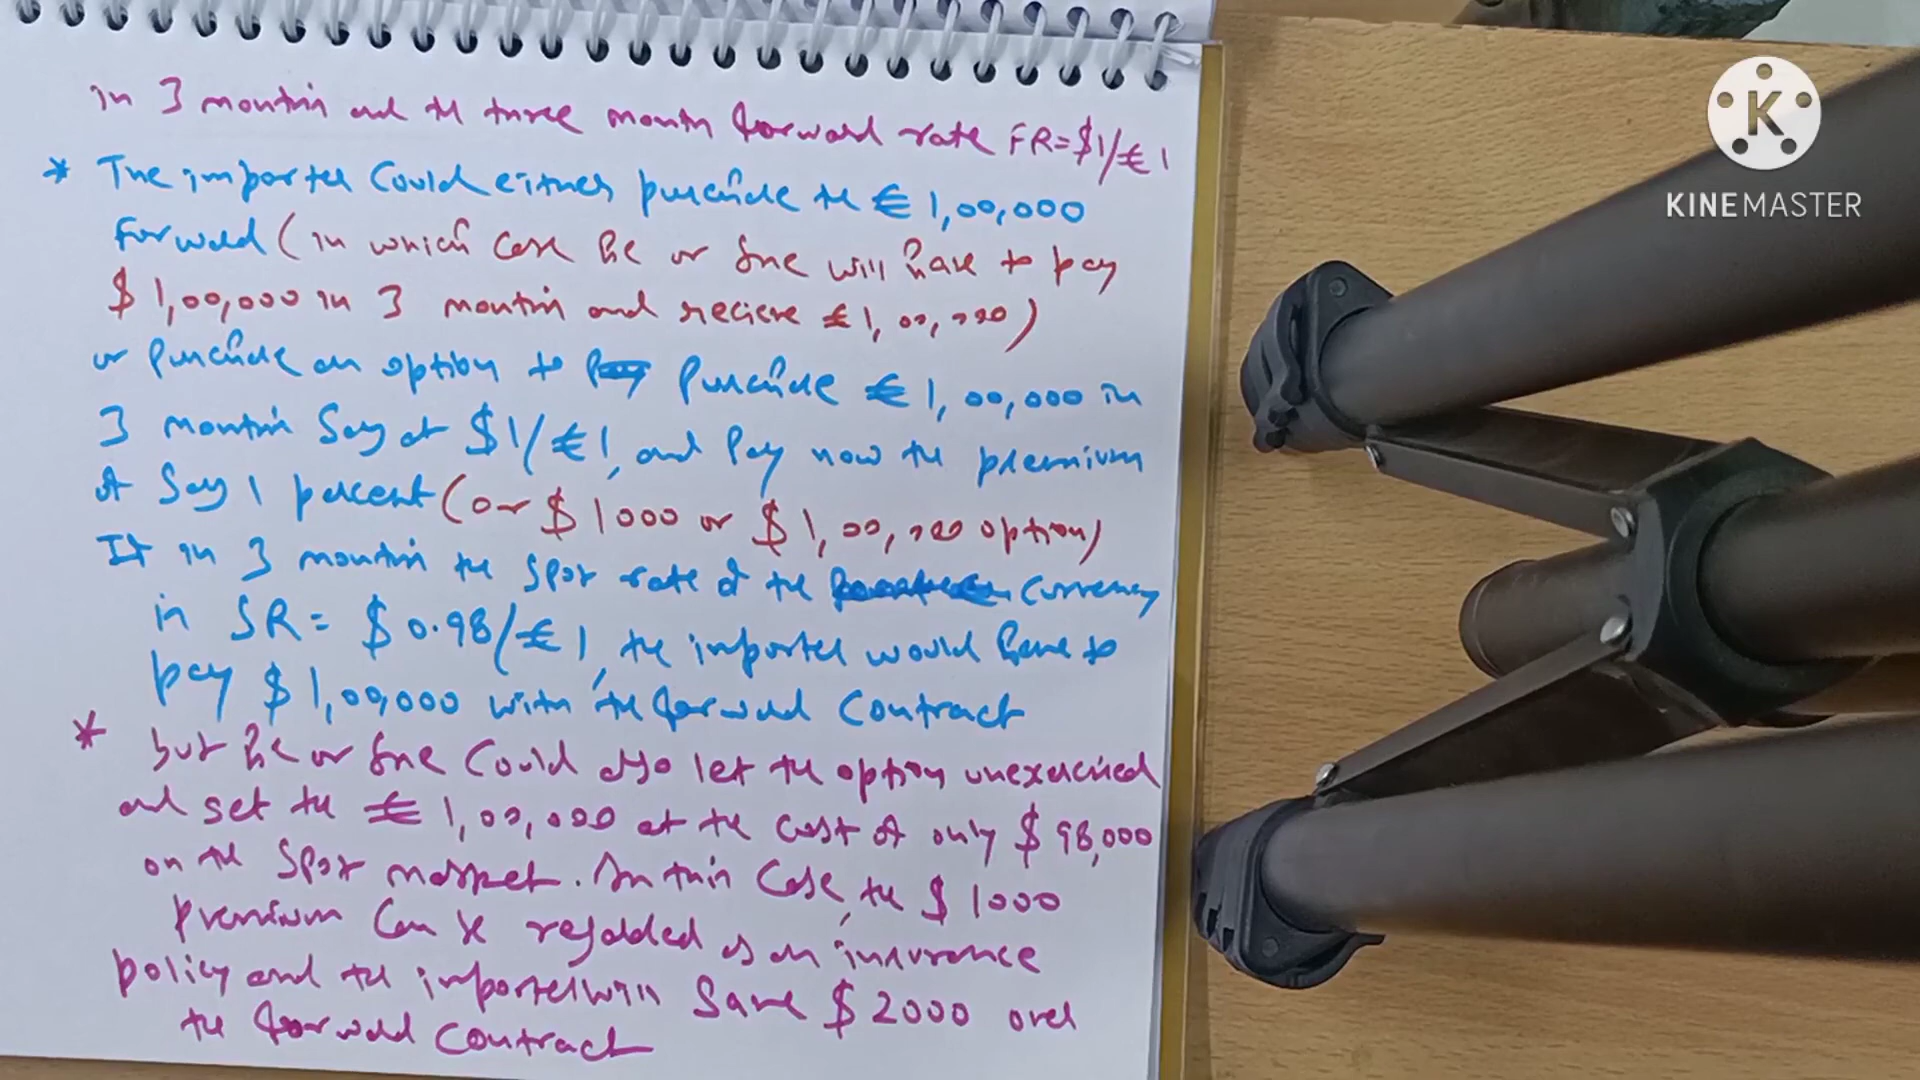 in 3 months and the three month forward rate FR=$1/€1
* The importer could either purchase the € 1,00,000
forward (in which case he or she will have to pay
$ 1,00,000 in 3 months and recieve € 1,00,000)
or purchase an option to purchase € 1,00,000 in
3 months say at $1/€1, and pay now the premium
of say 1 percent (or $ 1000 or $ 1,00,000 option)
If in 3 months the spot rate of the currency
is SR = $ 0.98/€1, the importer would have to
pay $ 1,00,000 with the forward contract
* but he or she could also let the option unexercised
and get the € 1,00,000 at the cost of only $ 98,000
on the spot market. In this case, the $ 1000
premium can be regarded as an insurance
policy and the importer will save $ 2000 over
the forward contract
K
KINEMASTER